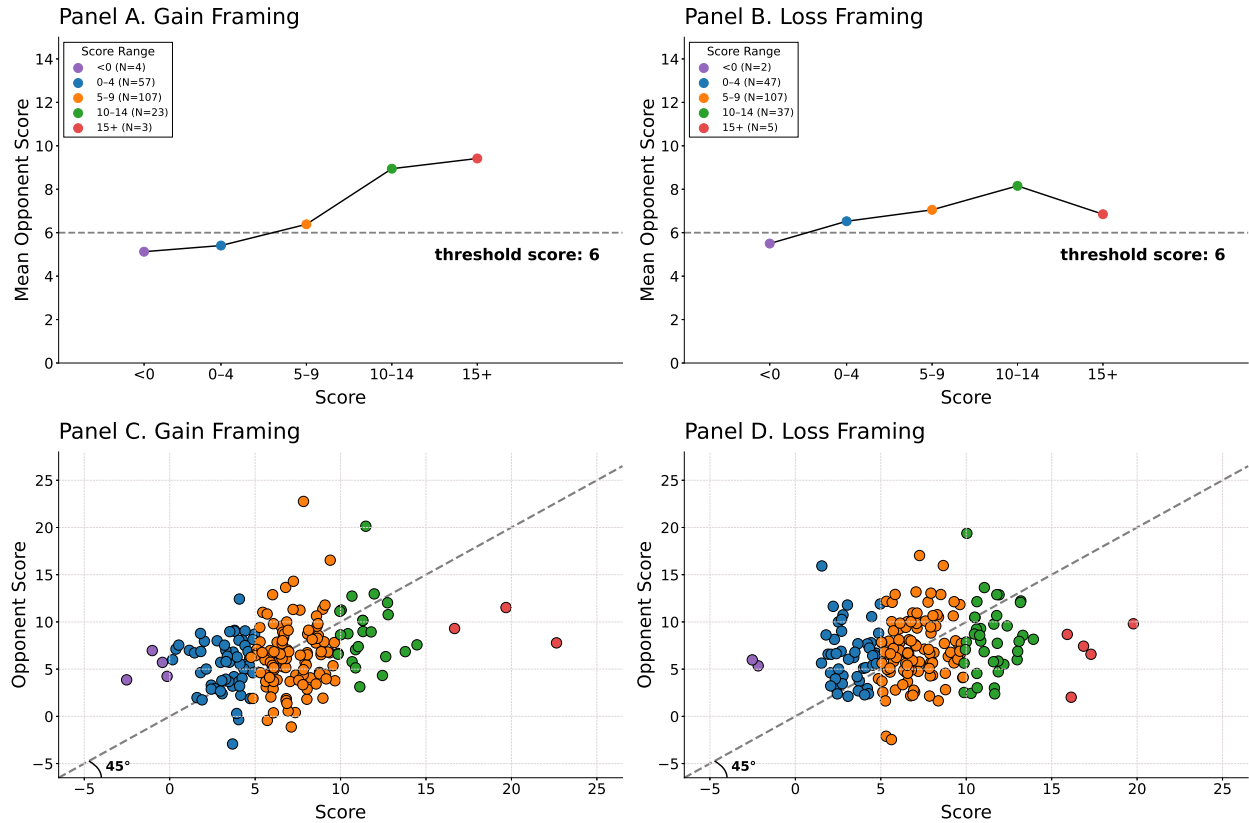 Panel A. Gain Framing
Mean Opponent Score
14
12
10
8
6
4
2
0
Score Range
<0 (N=4)
0–4 (N=57)
5–9 (N=107)
10–14 (N=23)
15+ (N=3)
threshold score: 6
<0 0–4 5–9 10–14 15+
Score
Panel B. Loss Framing
Mean Opponent Score
14
12
10
8
6
4
2
0
Score Range
<0 (N=2)
0–4 (N=47)
5–9 (N=107)
10–14 (N=37)
15+ (N=5)
threshold score: 6
<0 0–4 5–9 10–14 15+
Score
Panel C. Gain Framing
Opponent Score
25
20
15
10
5
0
−5
45°
−5 0 5 10 15 20 25
Score
Panel D. Loss Framing
Opponent Score
25
20
15
10
5
0
−5
45°
−5 0 5 10 15 20 25
Score